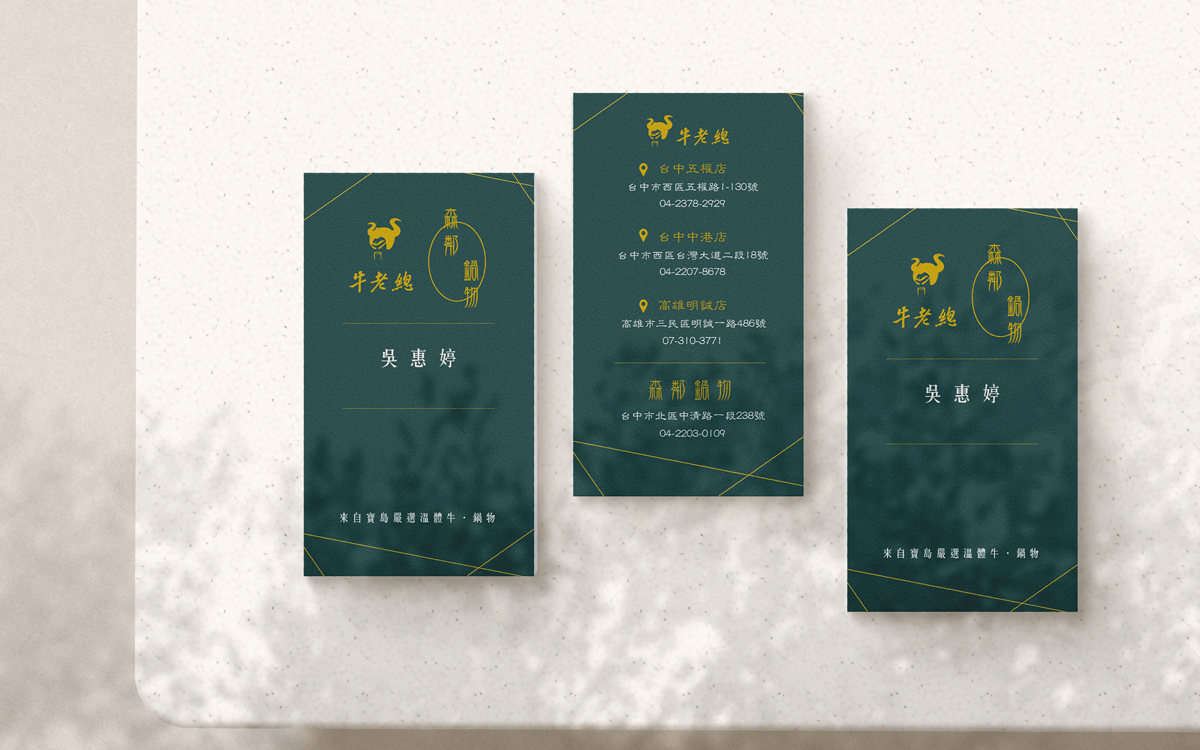 牛老總
森鄰
鍋物
吳惠婷
來自寶島嚴選溫體牛·鍋物
牛老總
台中五權店
台中市西區五權路1-130號
04-2378-2929
台中中港店
台中市西區台灣大道二段18號
04-2207-8678
高雄明誠店
高雄市三民區明誠一路486號
07-310-3771
森鄰鍋物
台中市北區中清路一段238號
04-2203-0109
牛老總
森鄰
鍋物
吳惠婷
來自寶島嚴選溫體牛·鍋物